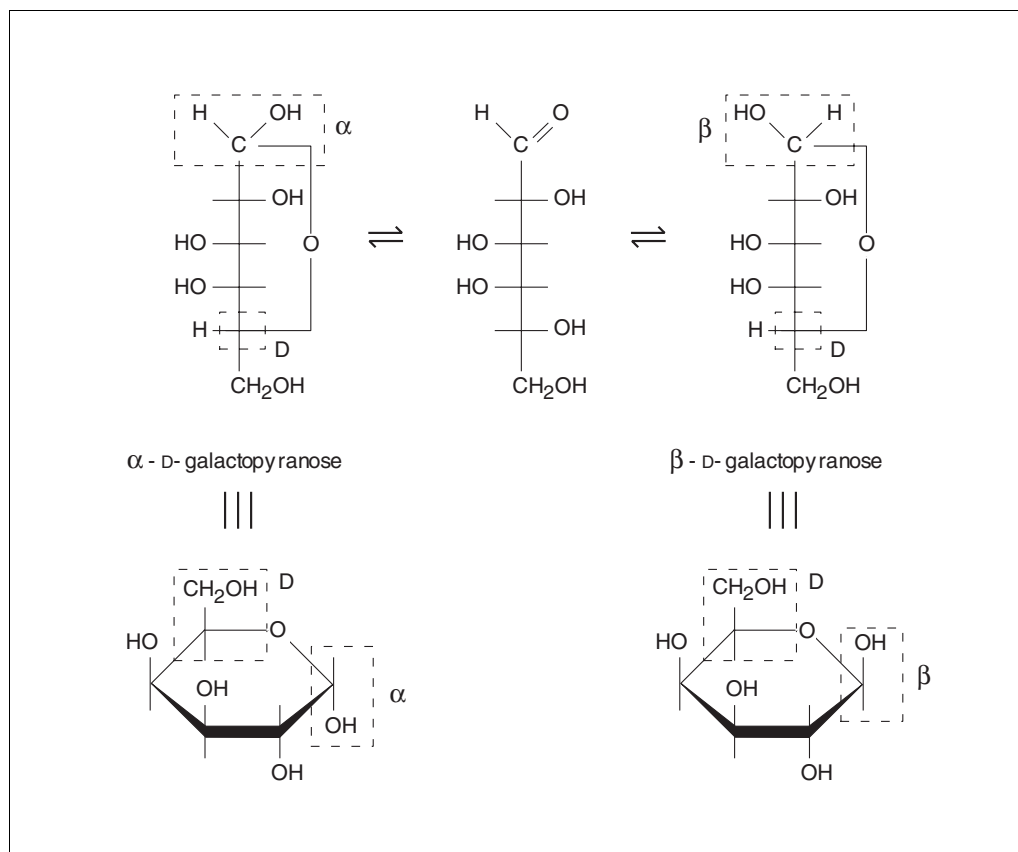 H OH H O HO H
α β
C C C
OH OH OH
HO O HO HO O
HO HO HO
H OH H
D D
CH2OH CH2OH CH2OH
α - D- galactopyranose β - D- galactopyranose
CH2OH D CH2OH D
HO O HO O OH
OH OH
α β
OH
OH OH